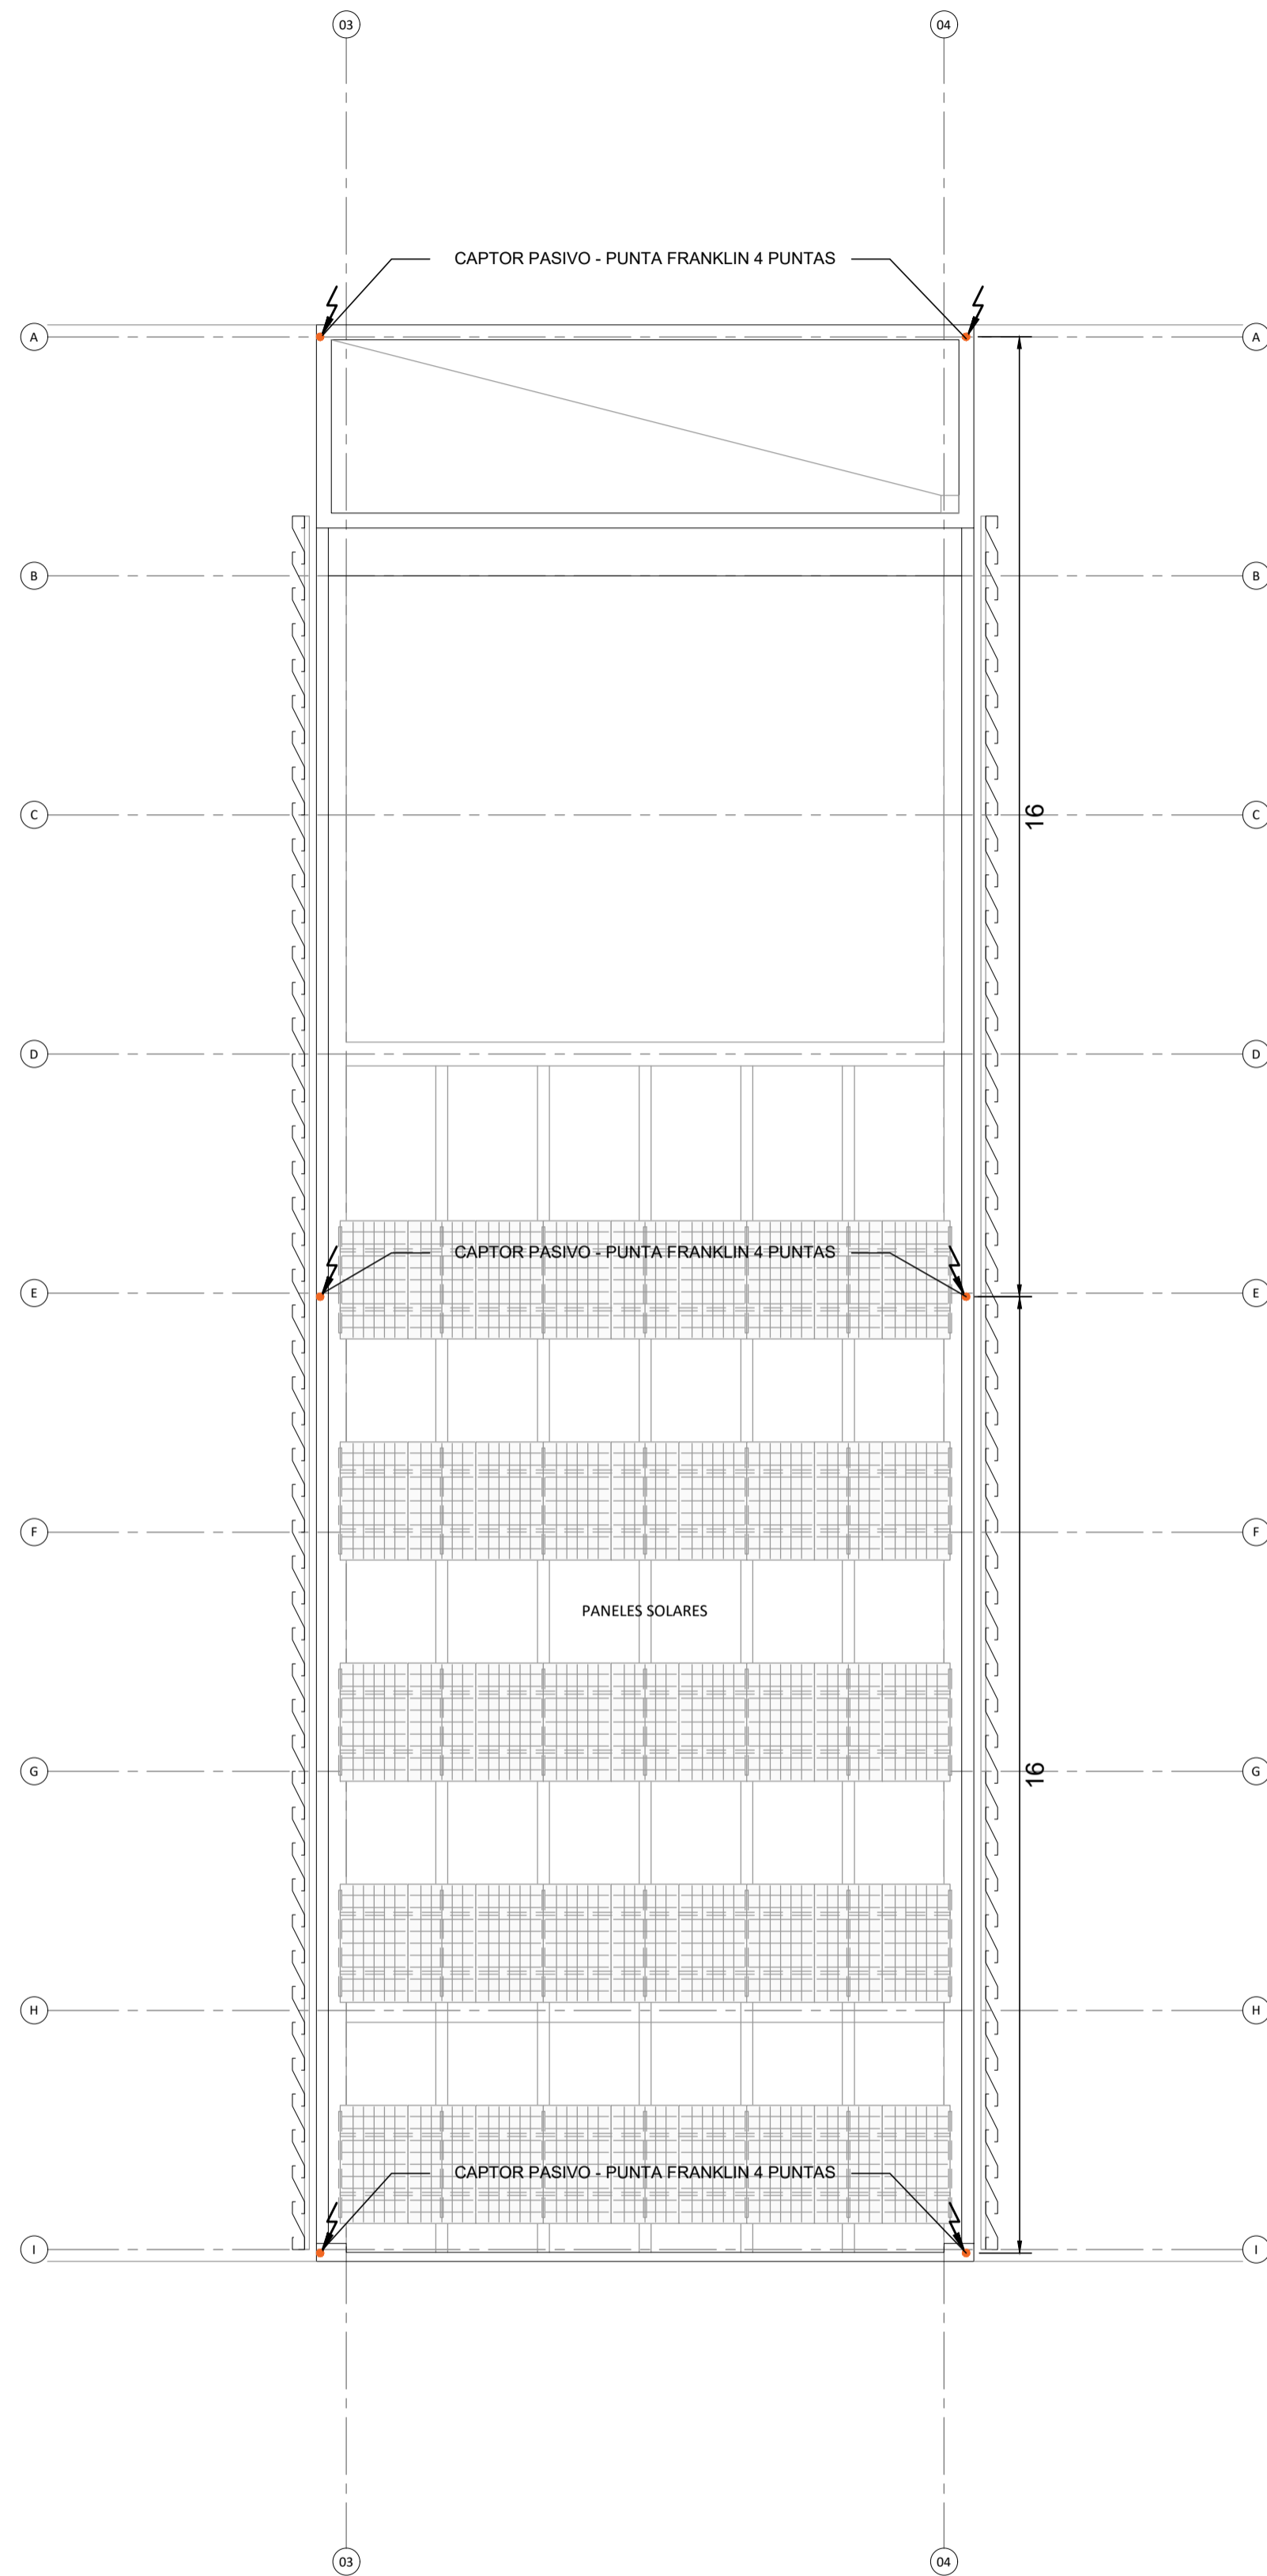 03 04
CAPTOR PASIVO - PUNTA FRANKLIN 4 PUNTAS
A A
B B
C 16 C
D D
CAPTOR PASIVO - PUNTA FRANKLIN 4 PUNTAS
E E
F F
PANELES SOLARES
G 16 G
H H
CAPTOR PASIVO - PUNTA FRANKLIN 4 PUNTAS
I I
03 04